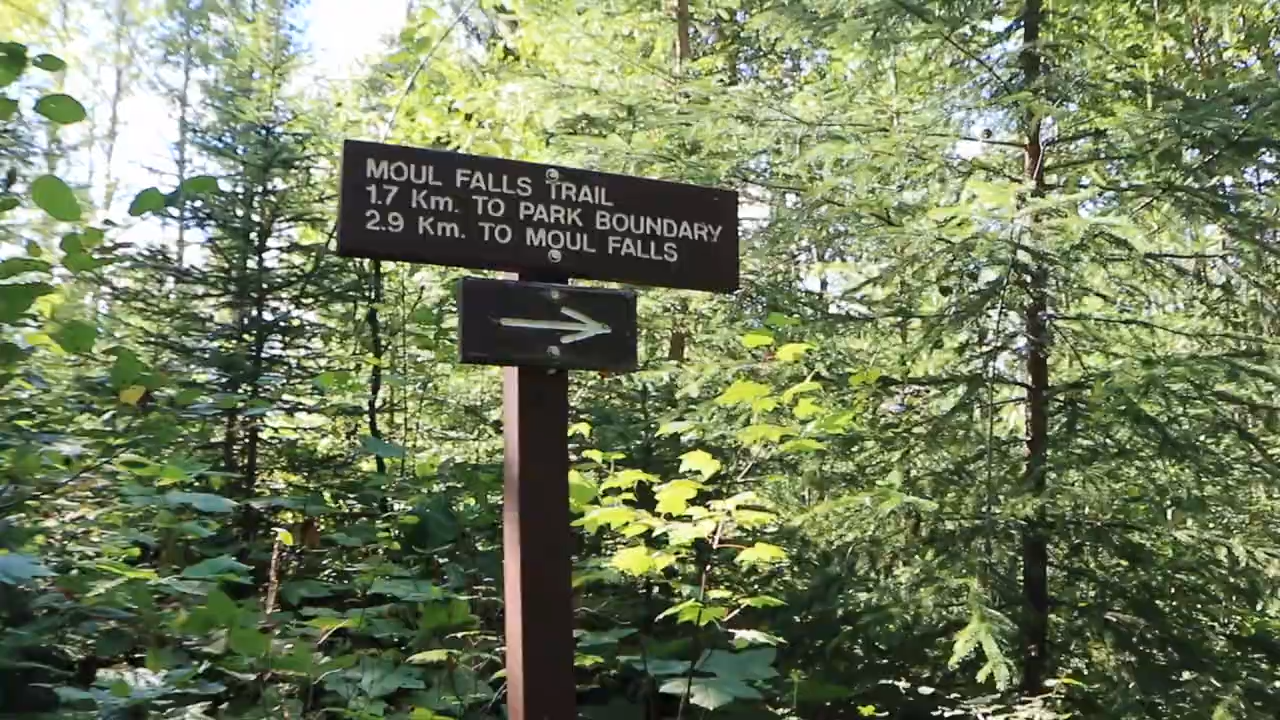 MOUL FALLS TRAIL
1.7 Km. TO PARK BOUNDARY
2.9 Km. TO MOUL FALLS